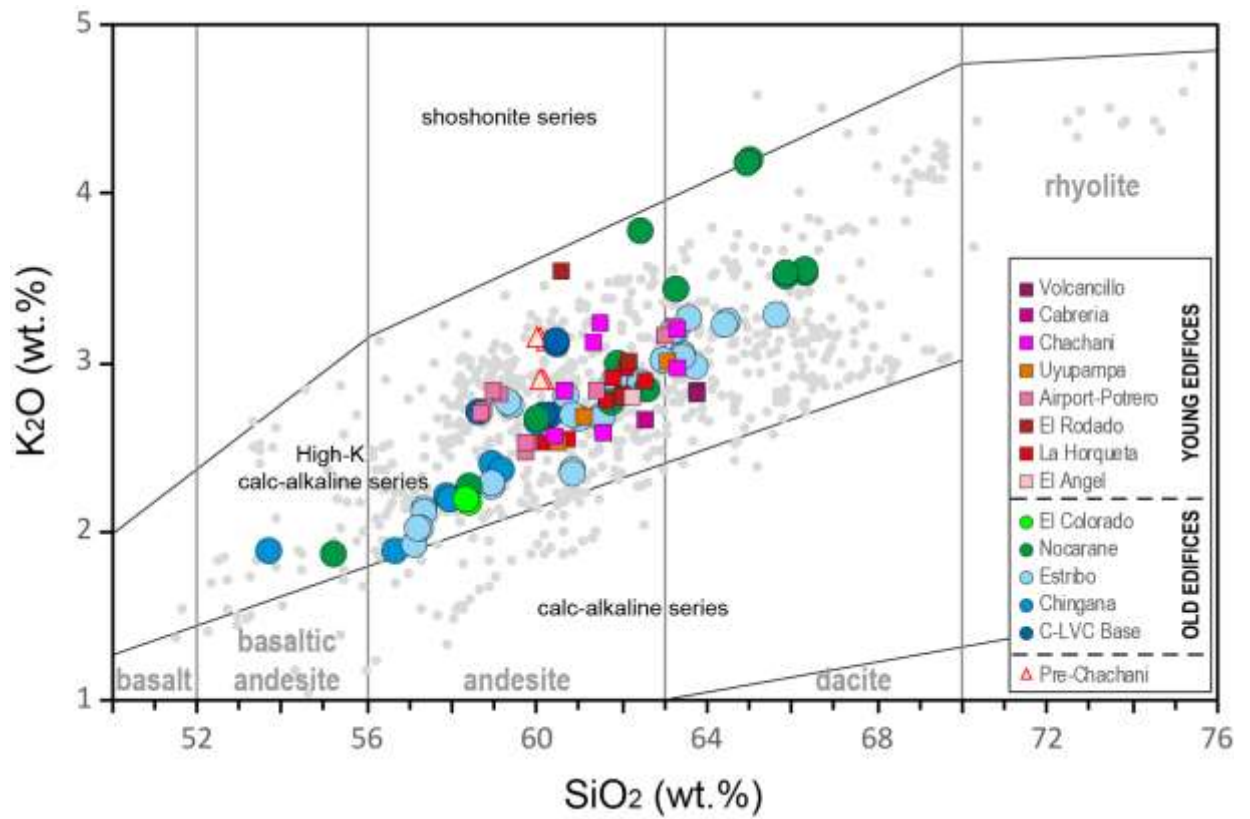 5
4
3
2
1
K2O (wt.%)
shoshonite series
rhyolite
High-K
calc-alkaline series
calc-alkaline series
basalt
basaltic
andesite
andesite
dacite
52
56
60
64
68
72
76
SiO2 (wt.%)
Volcancillo
Cabreria
Chachani
Uyupampa
Airport-Potrero
El Rodado
La Horqueta
El Angel
YOUNG EDIFICES
El Colorado
Nocarane
Estribo
Chingana
C-LVC Base
OLD EDIFICES
Pre-Chachani